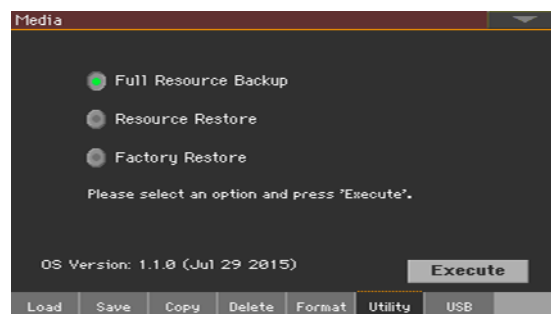 Media
Full Resource Backup
Resource Restore
Factory Restore
Please select an option and press 'Execute'.
OS Version: 1.1.0 (Jul 29 2015)
Execute
Load Save Copy Delete Format Utility USB